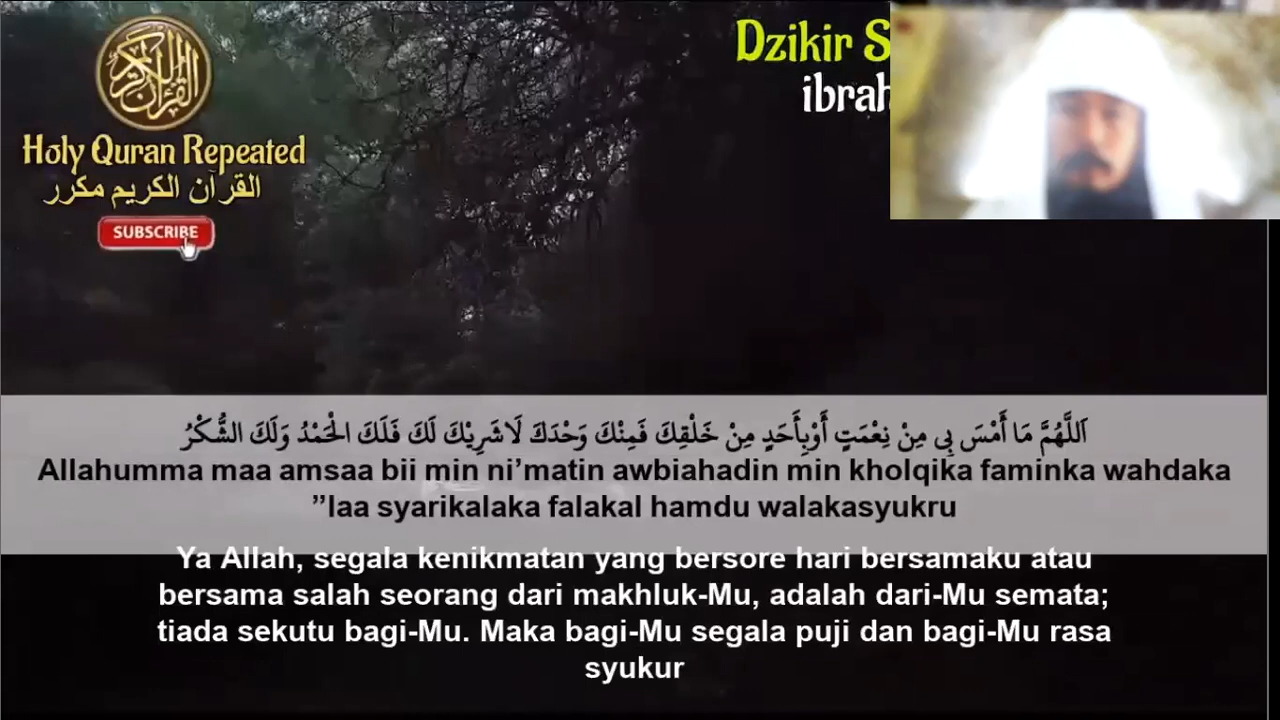 Holy Quran Repeated
القرآن الكريم مكرر
SUBSCRIBE
Dzikir
اَللَّهُمَّ مَا أَمْسَ بِى مِنْ نِعْمَتٍ أَوْبِأَحَدٍ مِنْ خَلْقِكَ فَمِنْكَ وَحْدَكَ لَاشَرِيْكَ لَكَ فَلَكَ الْحَمْدُ وَلَكَ الشُّكْرُ
Allahumma maa amsaa bii min ni’matin awbiahadin min kholqika faminka wahdaka
”laa syarikalaka falakal hamdu walakasyukru
Ya Allah, segala kenikmatan yang bersore hari bersamaku atau
bersama salah seorang dari makhluk-Mu, adalah dari-Mu semata;
tiada sekutu bagi-Mu. Maka bagi-Mu segala puji dan bagi-Mu rasa
syukur